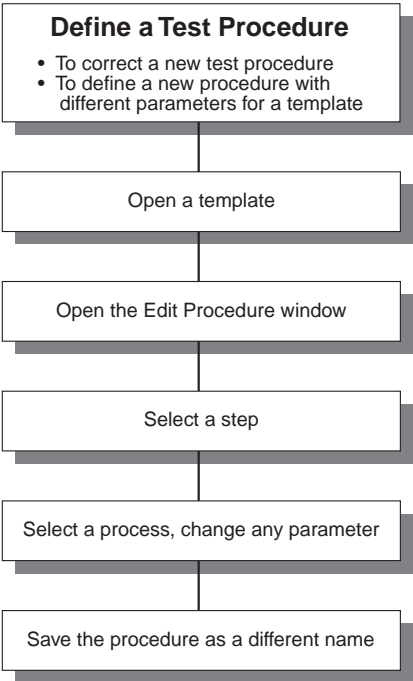 Define a Test Procedure
• To correct a new test procedure
• To define a new procedure with
different parameters for a template
Open a template
Open the Edit Procedure window
Select a step
Select a process, change any parameter
Save the procedure as a different name